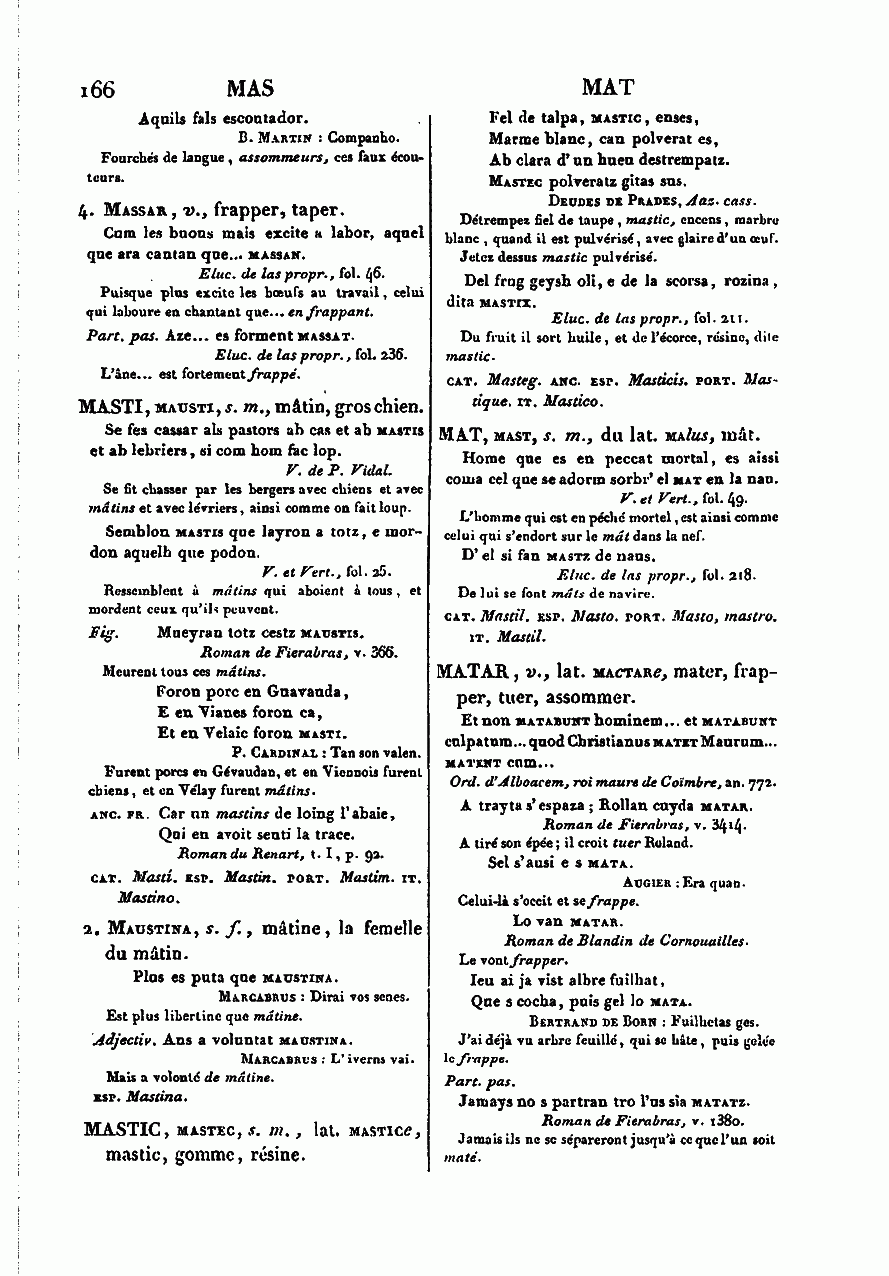 166 MAS MAT
Aquils fals escoutador.
B. MARTIN : Companho.
Fourchés de langue, assommeurs, ces faux écou-
teurs.
4. MASSAR, v., frapper, taper.
Cum les buous mais excite a labor, aquel
que ara cantan que... MASSAN.
Eluc. de las propr., fol. 46.
Puisque plus excite les bœufs au travail, celui
qui laboure en chantant que... en frappant.
Part. pas. Aze... es forment MASSAT.
Eluc. de las propr., fol. 236.
L'âne... est fortement frappé.
MASTI, MAUSTI, s. m., mâtin, gros chien.
Se fes cassar als pastors ab cas et ab MASTIS
et ab lebriers, si com hom fac lop.
V. de P. Vidal.
Se fit chasser par les bergers avec chiens et avec
mâtins et avec lévriers, ainsi comme on fait loup.
Semblon MASTIS que layron a totz, e mor-
don aquelh que podon.
V. et Vert., fol. 25.
Ressemblent à mâtins qui aboient à tous, et
mordent ceux qu'ils peuvent.
Fig. Mueyran totz cestz MAUSTIS.
Roman de Fierabras, v. 366.
Meurent tous ces mâtins.
Foron porc en Guavauda,
E en Vianes foron ca,
Et en Velaic foron MASTI.
P. CARDINAL : Tan son valen.
Furent porcs en Gévaudan, et en Viennois furent
chiens, et en Vélay furent mâtins.
ANC. FR. Car un mastins de loing l'abaie,
Qui en avoit senti la trace.
Roman du Renart, t. I, p. 92.
CAT. Mastí. ESP. Mastin. PORT. Mastim. IT.
Mastino.
2. MAUSTINA, s. f., mâtine, la femelle
du mâtin.
Plus es puta que MAUSTINA.
MARCABRUS : Dirai vos senes.
Est plus libertine que mâtine.
Adjectiv. Ans a voluntat MAUSTINA.
MARCABRUS : L'iverns vai.
Mais a volonté de mâtine.
ESP. Mastina.
MASTIC, MASTEC, s. m., lat. MASTICe,
mastic, gomme, résine.
Fel de talpa, MASTIC, enses,
Marme blanc, can polverat es,
Ab clara d'un hueu destrempatz.
MASTEC polveratz gitas sus.
DEUDES DE PRADES, Auz. cass.
Détrempez fiel de taupe, mastic, encens, marbre
blanc, quand il est pulvérisé, avec glaire d'un œuf.
Jetez dessus mastic pulvérisé.
Del frug geysh oli, e de la scorsa, rozina,
dita MASTIX.
Eluc. de las propr., fol. 211.
Du fruit il sort huile, et de l'écorce, résine, dite
mastic.
CAT. Masteg. ANC. ESP. Masticis. PORT. Mas-
tique. IT. Mastico.
MAT, MAST, s. m., du lat. MAlus, mât.
Home que es en peccat mortal, es aissi
coma cel que se adorm sorbr' el MAT en la nau.
V. et Vert., fol. 49.
L'homme qui est en péché mortel, est ainsi comme
celui qui s'endort sur le mât dans la nef.
D' el si fan MASTZ de naus.
Eluc. de las propr., fol. 218.
De lui se font mâts de navire.
CAT. Mastil. ESP. Masto. PORT. Masto, mastro.
IT. Mastil.
MATAR, v., lat. MACTARe, mater, frap-
per, tuer, assommer.
Et non MATABUNT hominem... et MATABUNT
culpatum... quod Christianus MATET Maurum...
MATENT eum...
Ord. d'Alboacem, roi maure de Coïmbre, an. 772.
A trayta s'espaza ; Rollan cuyda MATAR.
Roman de Fierabras, v. 3414.
A tiré son épée; il croit tuer Roland.
Sel s'ausi e s MATA.
AUGIER : Era quan.
Celui-là s'occit et se frappe.
Lo van MATAR.
Roman de Blandin de Cornouailles.
Le vont frapper.
Ieu ai ja vist albre fuilhat,
Que s cocha, puis gel lo MATA.
BERTRAND DE BORN : Fuilhetas ges.
J'ai déjà vu arbre feuillé, qui se hâte, puis gelée
le frappe.
Part. pas.
Jamays no s partran tro l'us sia MATATZ.
Roman de Fierabras, v. 1380.
Jamais ils ne se sépareront jusqu'à ce que l'un soit
maté.